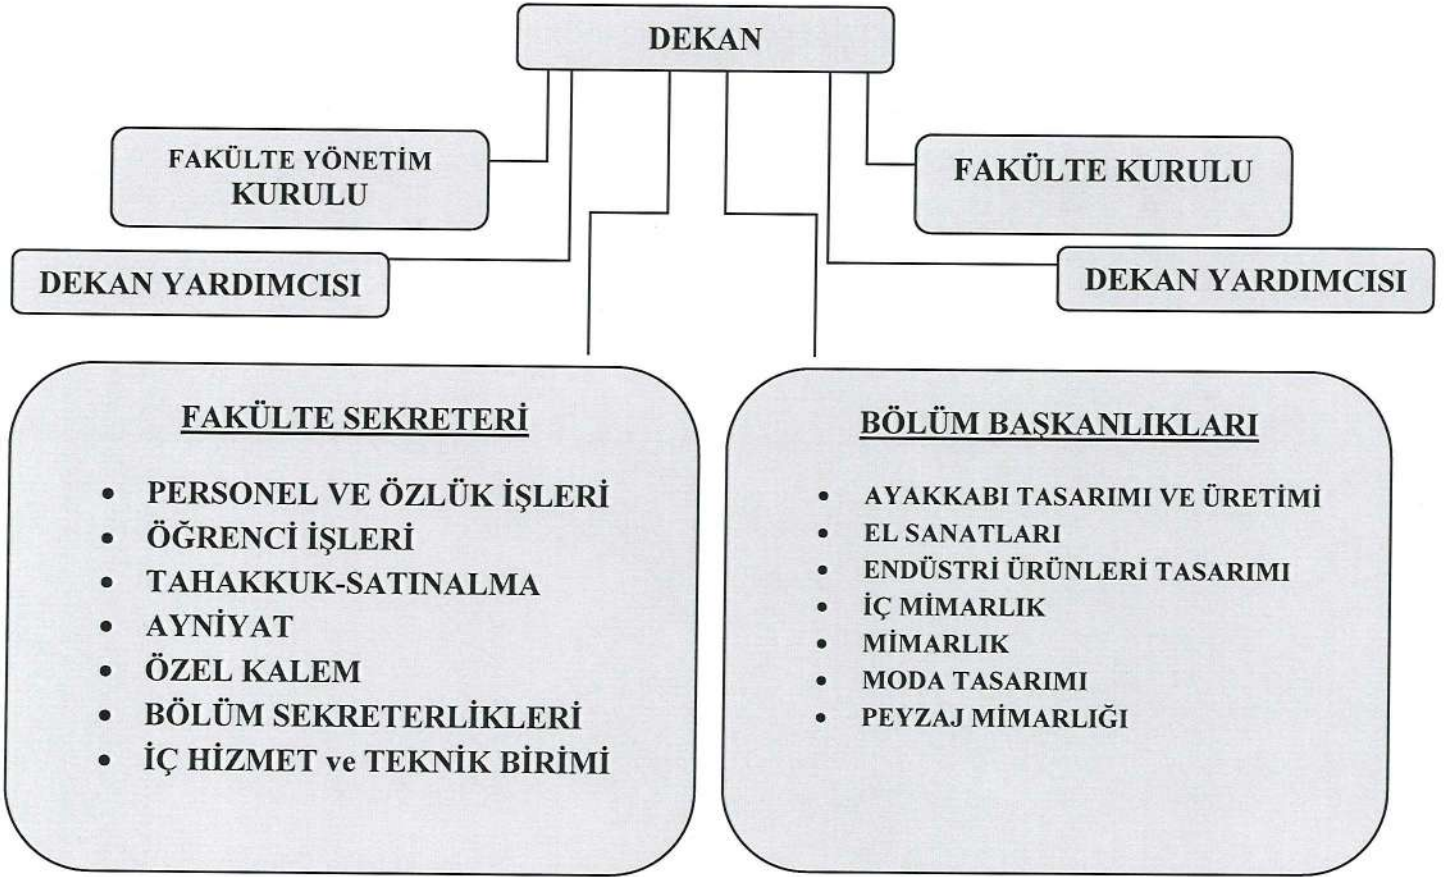 DEKAN
FAKÜLTE YÖNETİM
KURULU
FAKÜLTE KURULU
DEKAN YARDIMCISI
DEKAN YARDIMCISI
FAKÜLTE SEKRETERİ
• PERSONEL VE ÖZLÜK İŞLERİ
• ÖĞRENCİ İŞLERİ
• TAHAKKUK-SATINALMA
• AYNİYAT
• ÖZEL KALEM
• BÖLÜM SEKRETERLİKLERİ
• İÇ HİZMET ve TEKNİK BİRİMİ
BÖLÜM BAŞKANLIKLARI
• AYAKKABI TASARIMI VE ÜRETİMİ
• EL SANATLARI
• ENDÜSTRİ ÜRÜNLERİ TASARIMI
• İÇ MİMARLIK
• MİMARLIK
• MODA TASARIMI
• PEYZAJ MİMARLIĞI